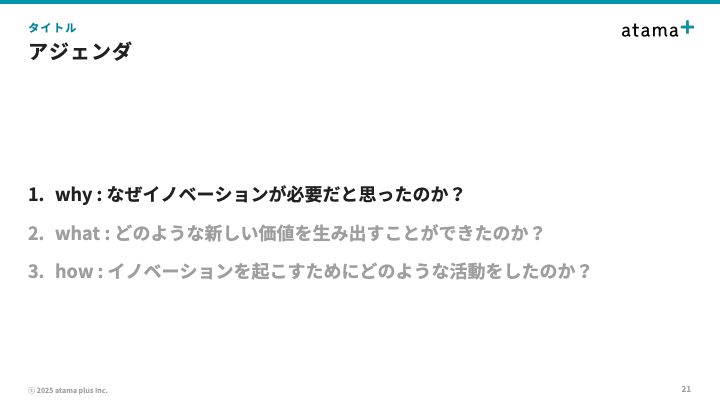 タイトル
アジェンダ
atama+
1. why : なぜイノベーションが必要だと思ったのか？
2. what : どのような新しい価値を生み出すことができたのか？
3. how : イノベーションを起こすためにどのような活動をしたのか？
ⓒ 2025 atama plus Inc.
21